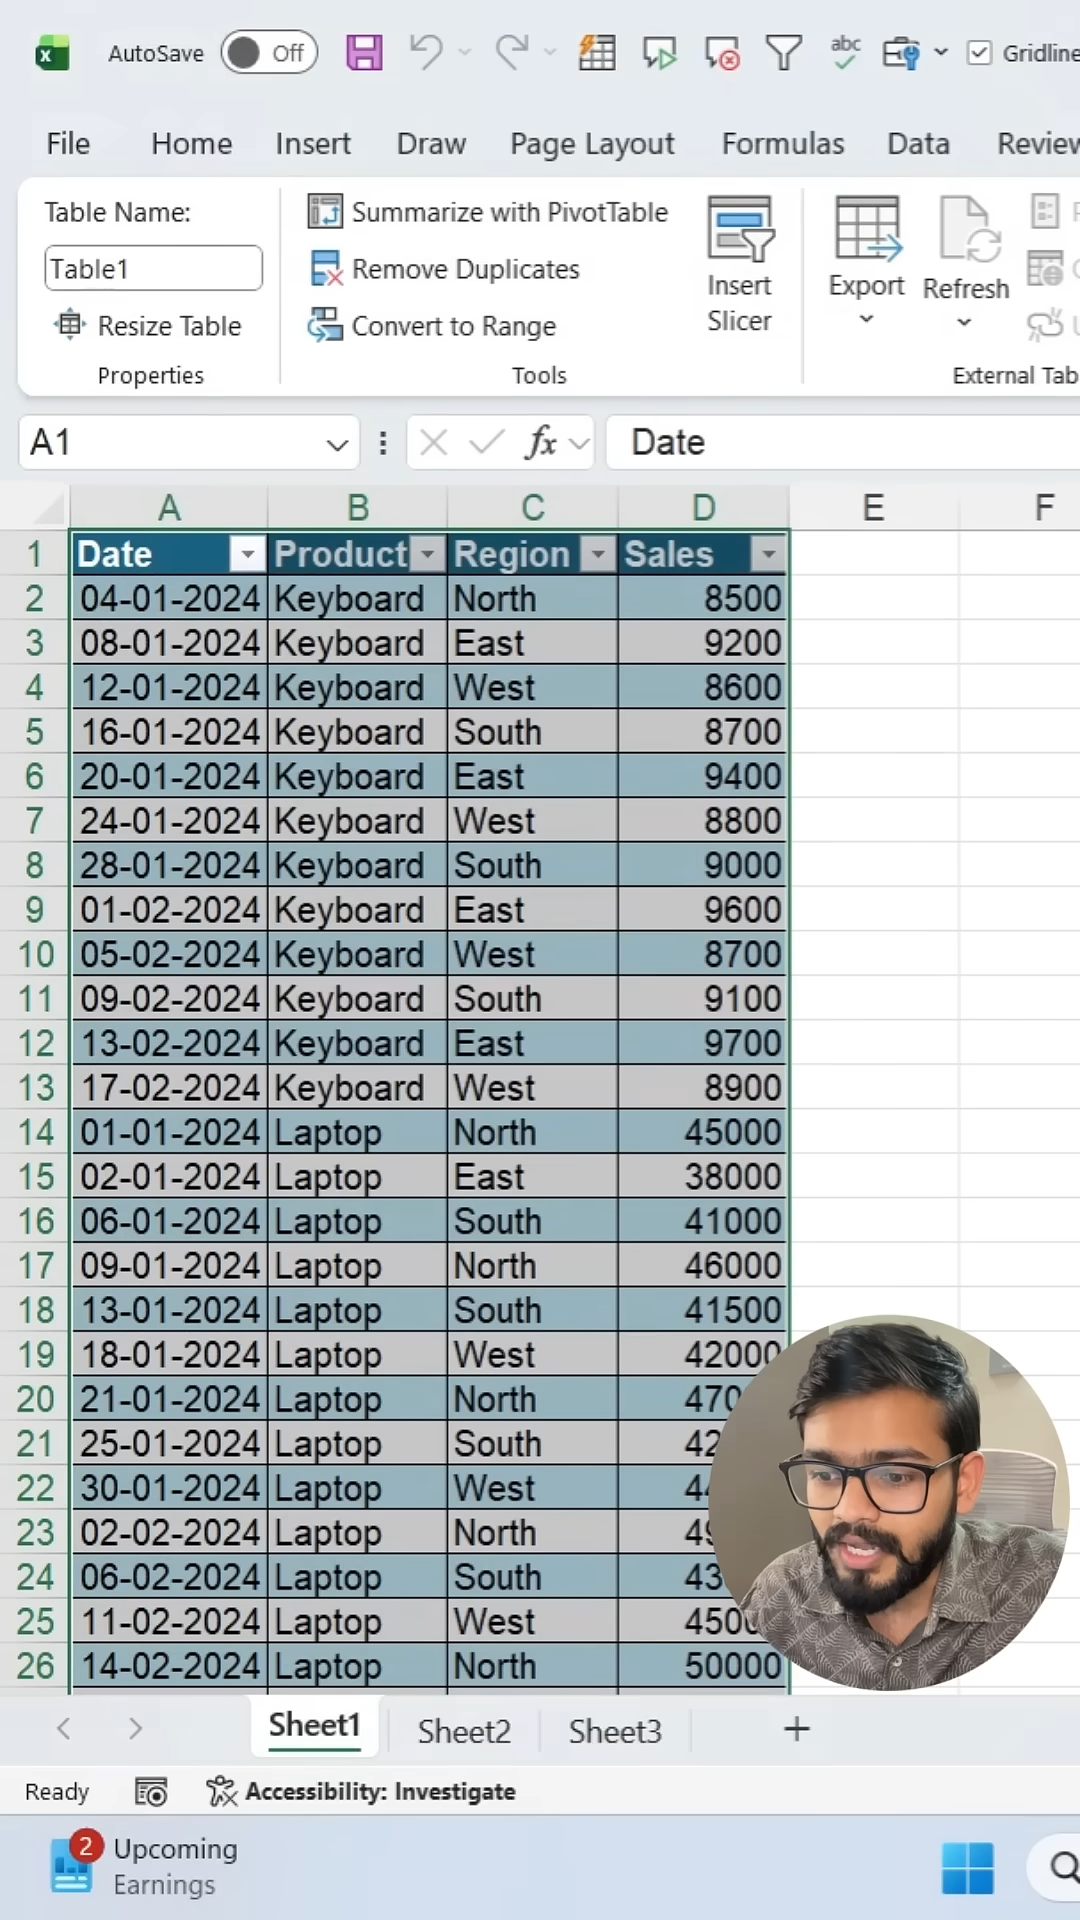 AutoSave Off abc Gridline
File Home Insert Draw Page Layout Formulas Data Review
Table Name:
Table1
Resize Table
Properties
Summarize with PivotTable
Remove Duplicates
Convert to Range
Tools
Insert
Slicer
Export
Refresh
External Tab
A1 fx Date
A B C D E F
1 Date Product Region Sales
2 04-01-2024 Keyboard North 8500
3 08-01-2024 Keyboard East 9200
4 12-01-2024 Keyboard West 8600
5 16-01-2024 Keyboard South 8700
6 20-01-2024 Keyboard East 9400
7 24-01-2024 Keyboard West 8800
8 28-01-2024 Keyboard South 9000
9 01-02-2024 Keyboard East 9600
10 05-02-2024 Keyboard West 8700
11 09-02-2024 Keyboard South 9100
12 13-02-2024 Keyboard East 9700
13 17-02-2024 Keyboard West 8900
14 01-01-2024 Laptop North 45000
15 02-01-2024 Laptop East 38000
16 06-01-2024 Laptop South 41000
17 09-01-2024 Laptop North 46000
18 13-01-2024 Laptop South 41500
19 18-01-2024 Laptop West 42000
20 21-01-2024 Laptop North
21 25-01-2024 Laptop South
22 30-01-2024 Laptop West
23 02-02-2024 Laptop North
24 06-02-2024 Laptop South
25 11-02-2024 Laptop West
26 14-02-2024 Laptop North 50000
Sheet1 Sheet2 Sheet3 +
Ready Accessibility: Investigate
2 Upcoming
Earnings